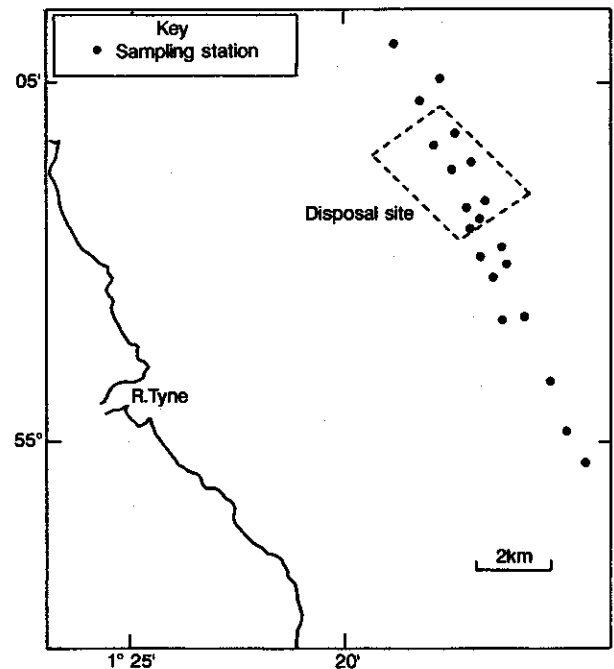 Key
Sampling station
05'
Disposal site
R.Tyne
55°
2km
1° 25'
20'